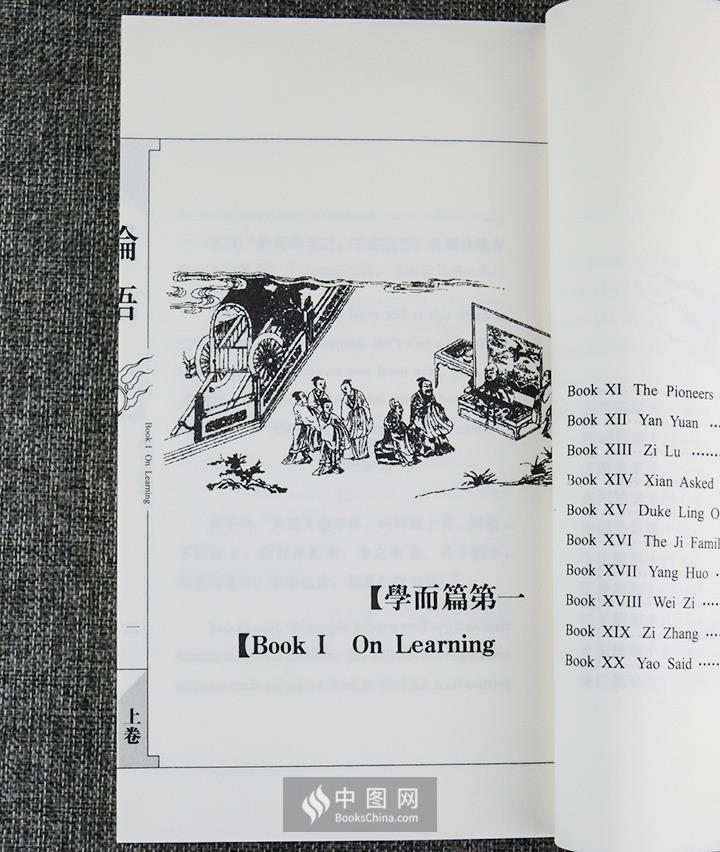 論語
Book I On Learning
一
上卷
【學而篇第一
【Book I On Learning
Book XI The Pioneers
Book XII Yan Yuan ...
Book XIII Zi Lu .......
Book XIV Xian Asked
Book XV Duke Ling O
Book XVI The Ji Famil
Book XVII Yang Huo .
Book XVIII Wei Zi ....
Book XIX Zi Zhang .....
Book XX Yao Said .....
中图网
BooksChina.com